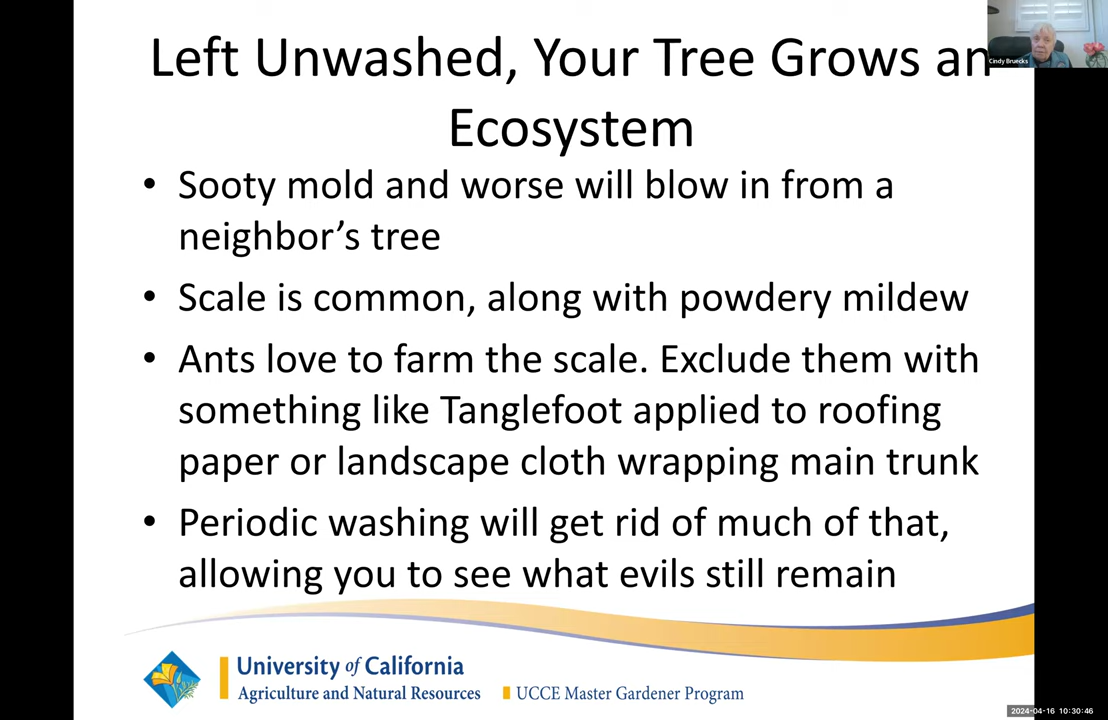 Left Unwashed, Your Tree Grows an
Ecosystem
Cindy Bruecks
• Sooty mold and worse will blow in from a
neighbor’s tree
• Scale is common, along with powdery mildew
• Ants love to farm the scale. Exclude them with
something like Tanglefoot applied to roofing
paper or landscape cloth wrapping main trunk
• Periodic washing will get rid of much of that,
allowing you to see what evils still remain
University of California
Agriculture and Natural Resources
UCCE Master Gardener Program
2024-04-16 10:30:46